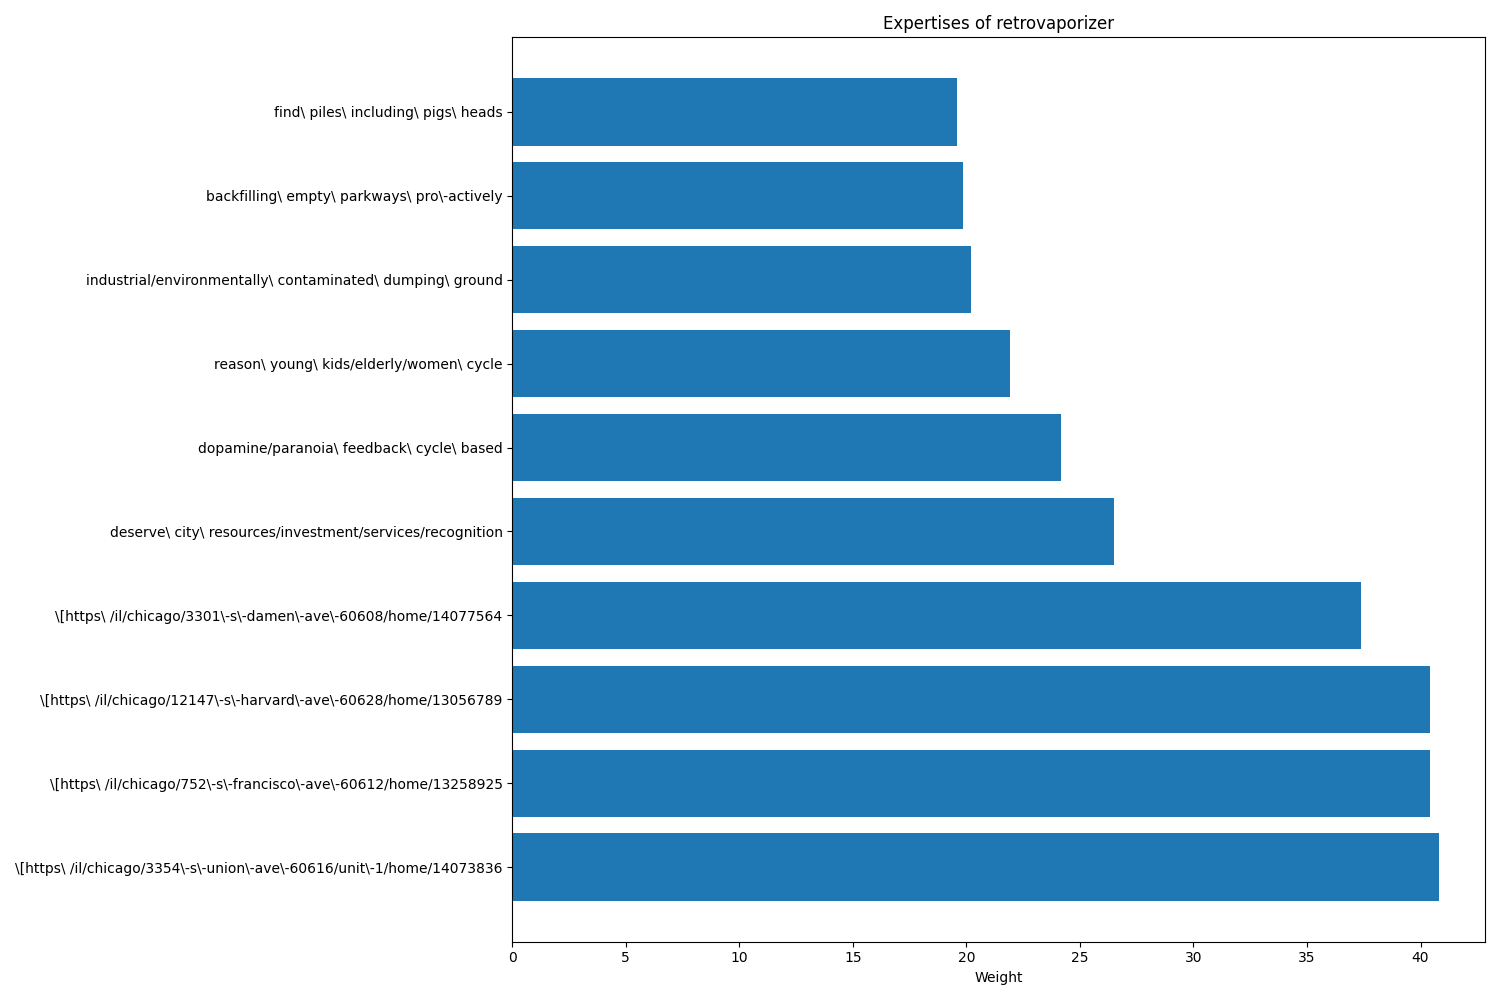 Expertises of retrovaporizer
find\ piles\ including\ pigs\ heads
backfilling\ empty\ parkways\ pro\-actively
industrial/environmentally\ contaminated\ dumping\ ground
reason\ young\ kids/elderly/women\ cycle
dopamine/paranoia\ feedback\ cycle\ based
deserve\ city\ resources/investment/services/recognition
\[https\ /il/chicago/3301\-s\-damen\-ave\-60608/home/14077564
\[https\ /il/chicago/12147\-s\-harvard\-ave\-60628/home/13056789
\[https\ /il/chicago/752\-s\-francisco\-ave\-60612/home/13258925
\[https\ /il/chicago/3354\-s\-union\-ave\-60616/unit\-1/home/14073836
0 5 10 15 20 25 30 35 40
Weight